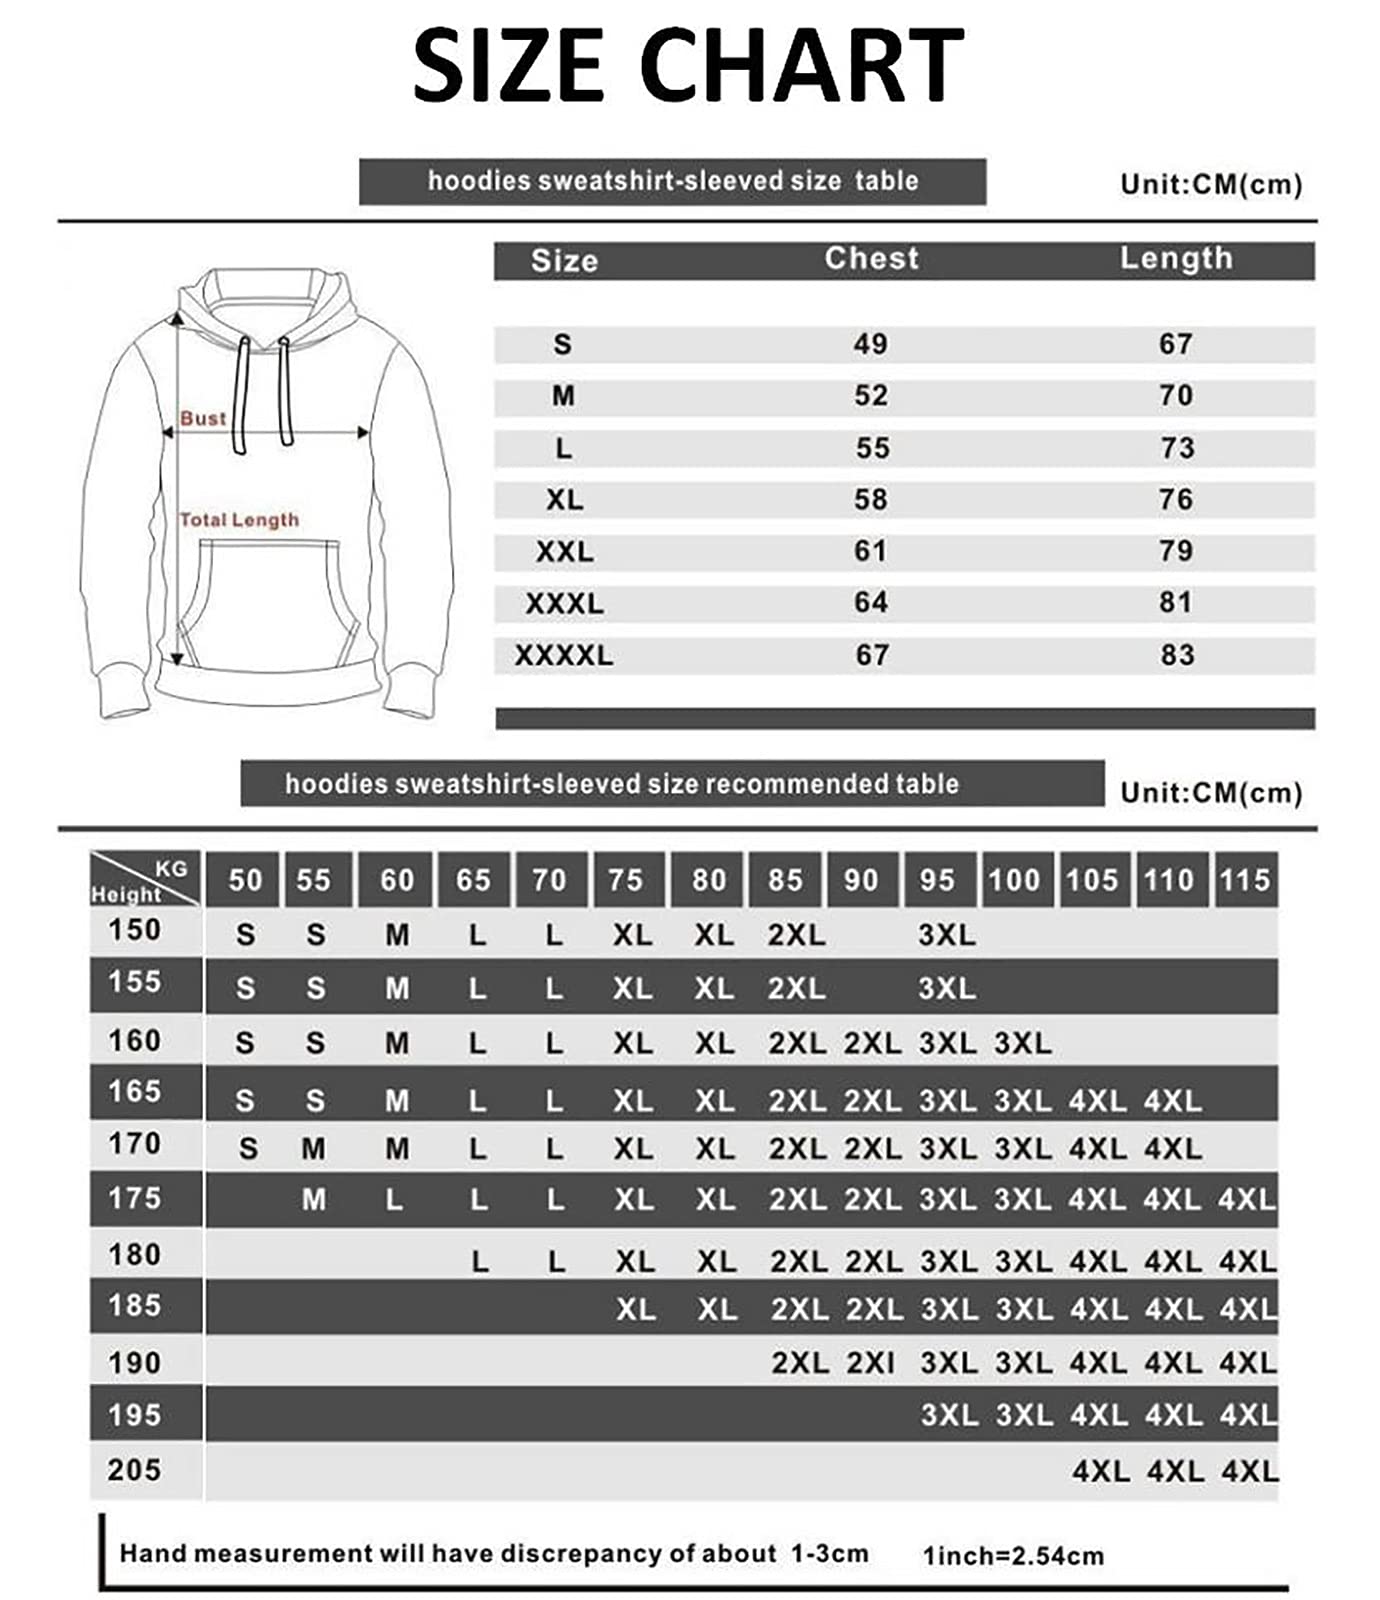 SIZE CHART
hoodies sweatshirt-sleeved size table
Unit:CM(cm)
Size Chest Length
S 49 67
M 52 70
L 55 73
XL 58 76
XXL 61 79
XXXL 64 81
XXXXL 67 83
Bust
Total Length
hoodies sweatshirt-sleeved size recommended table
Unit:CM(cm)
KG
Height 50 55 60 65 70 75 80 85 90 95 100 105 110 115
150 S S M L L XL XL 2XL 3XL
155 S S M L L XL XL 2XL 3XL
160 S S M L L XL XL 2XL 2XL 3XL 3XL
165 S S M L L XL XL 2XL 2XL 3XL 3XL 4XL 4XL
170 S M M L L XL XL 2XL 2XL 3XL 3XL 4XL 4XL
175 M L L L XL XL 2XL 2XL 3XL 3XL 4XL 4XL 4XL
180 L L XL XL 2XL 2XL 3XL 3XL 4XL 4XL 4XL
185 XL XL 2XL 2XL 3XL 3XL 4XL 4XL 4XL
190 2XL 2XI 3XL 3XL 4XL 4XL 4XL
195 3XL 3XL 4XL 4XL 4XL
205 4XL 4XL 4XL
Hand measurement will have discrepancy of about 1-3cm 1inch=2.54cm